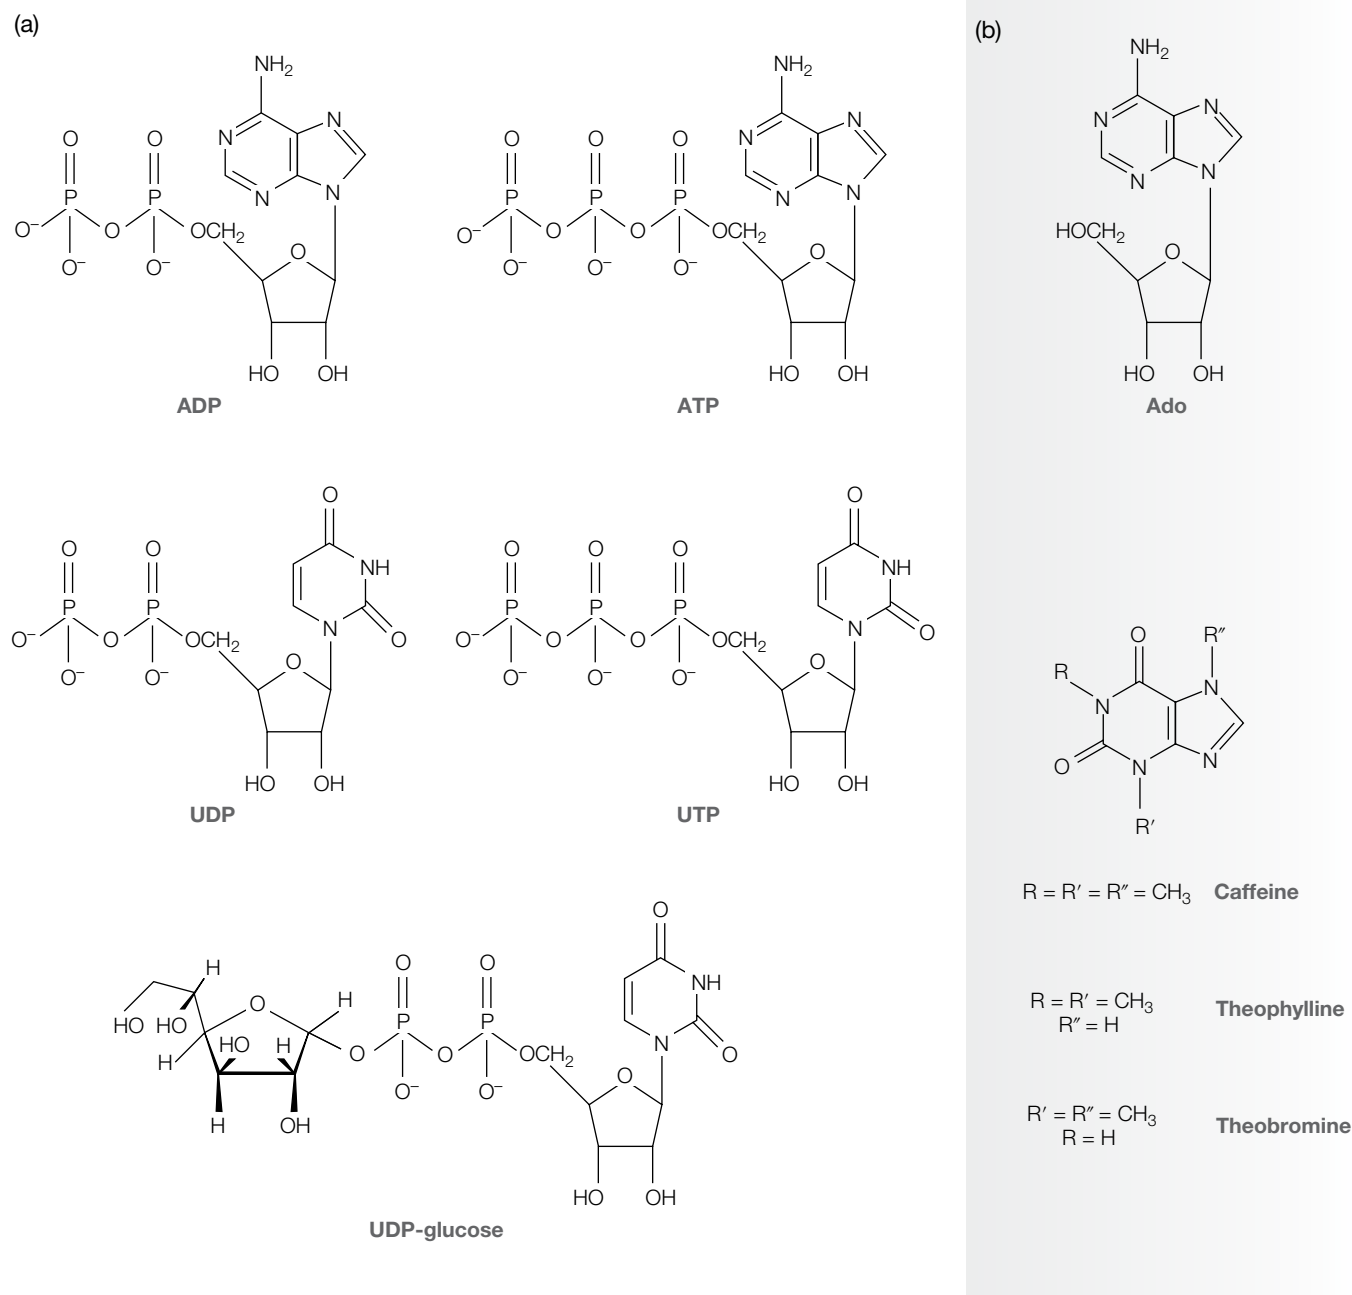 (a)
NH₂
N
N
N
N
O
O
P
P
O⁻
O
OCH₂
O⁻
O⁻
O
HO
OH
ADP
NH₂
N
N
N
N
O
O
O
P
P
P
O⁻
O
O
OCH₂
O⁻
O⁻
O⁻
O
HO
OH
ATP
O
NH
O
N
O
O
P
P
O⁻
O
OCH₂
O⁻
O⁻
O
HO
OH
UDP
O
NH
O
N
O
O
O
P
P
P
O⁻
O
O
OCH₂
O⁻
O⁻
O⁻
O
HO
OH
UTP
H
HO
HO
O
H
H
HO
H
H
OH
O
O
O
P
P
O
OCH₂
O⁻
O⁻
O
NH
O
N
O
HO
OH
UDP-glucose
(b)
NH₂
N
N
N
N
HOCH₂
O
HO
OH
Ado
O
R″
R
N
N
O
N
N
R′
R = R′ = R″ = CH₃ Caffeine
R = R′ = CH₃
R″ = H
Theophylline
R′ = R″ = CH₃
R = H
Theobromine